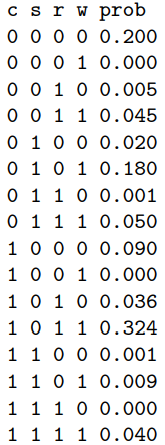 c s r w prob
0 0 0 0 0.200
0 0 0 1 0.000
0 0 1 0 0.005
0 0 1 1 0.045
0 1 0 0 0.020
0 1 0 1 0.180
0 1 1 0 0.001
0 1 1 1 0.050
1 0 0 0 0.090
1 0 0 1 0.000
1 0 1 0 0.036
1 0 1 1 0.324
1 1 0 0 0.001
1 1 0 1 0.009
1 1 1 0 0.000
1 1 1 1 0.040